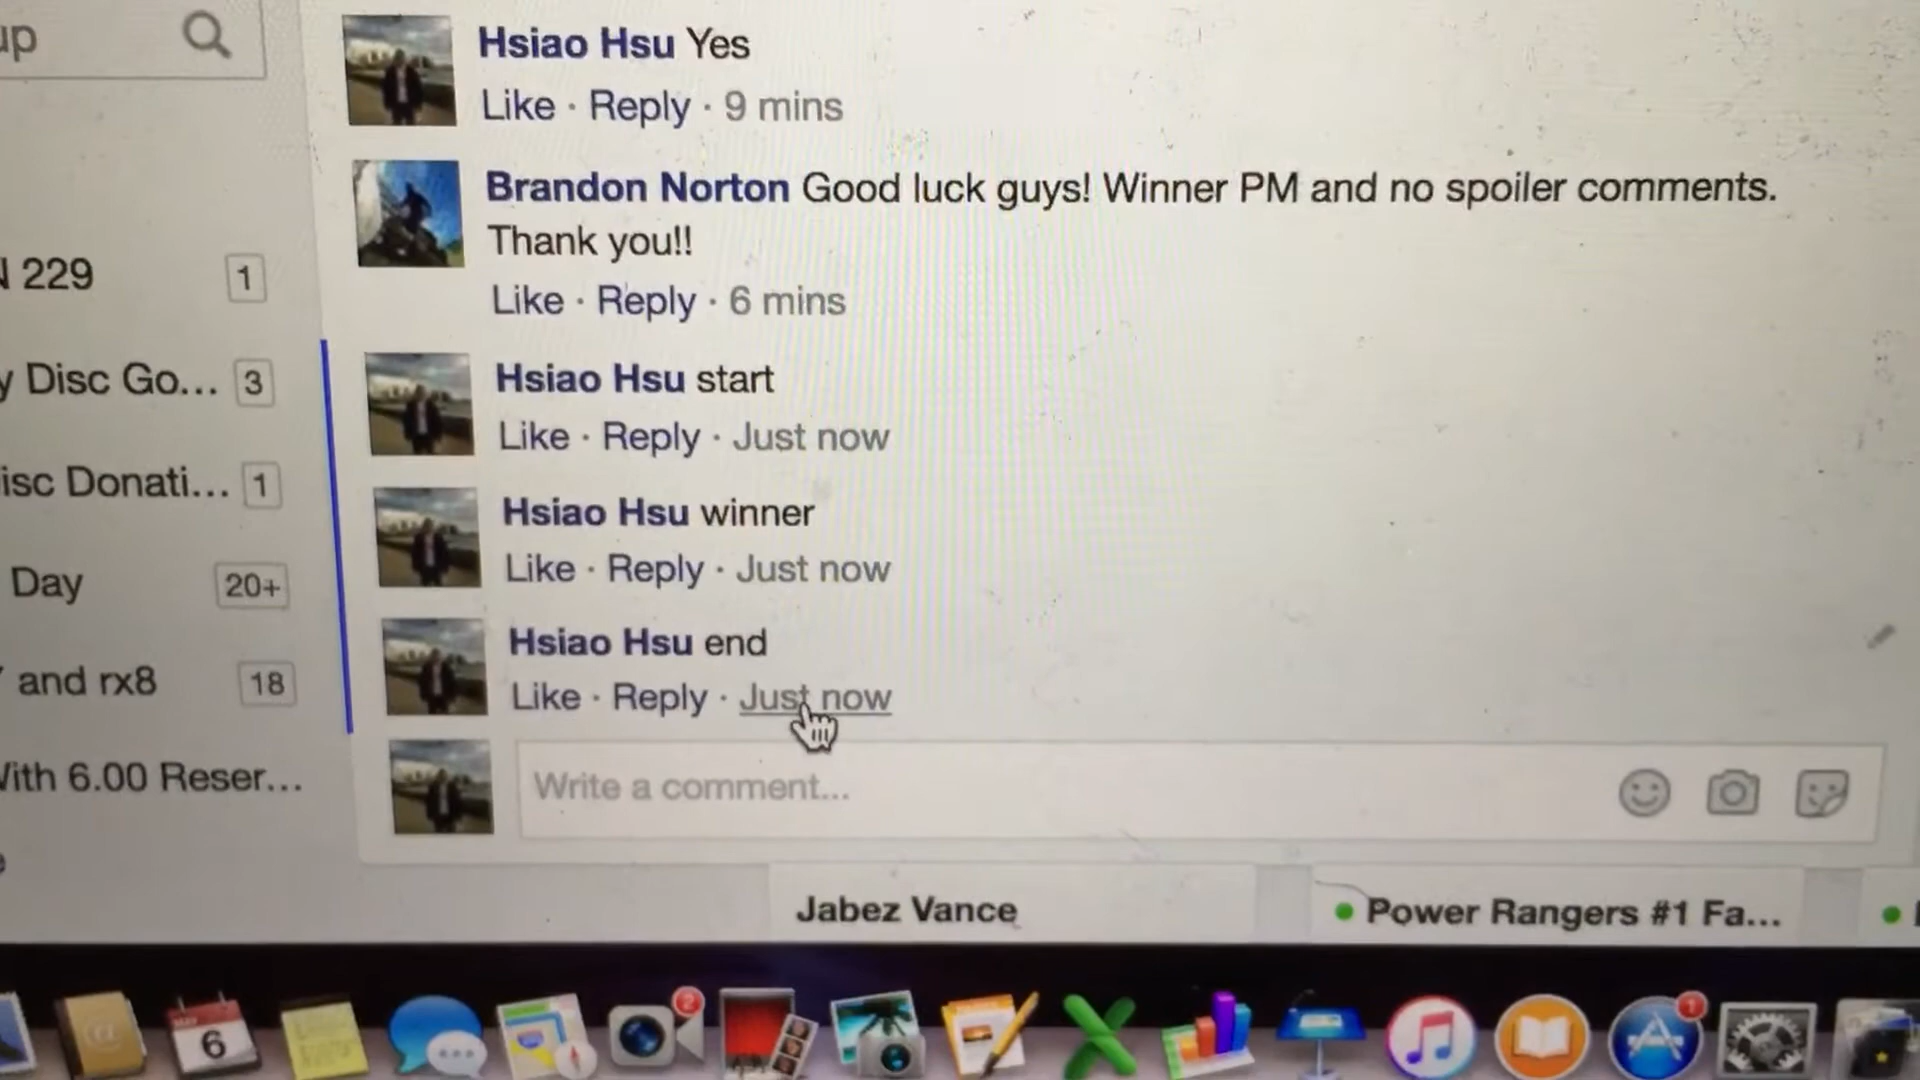 up
Hsiao Hsu Yes
Like · Reply · 9 mins
Brandon Norton Good luck guys! Winner PM and no spoiler comments.
Thank you!!
Like · Reply · 6 mins
229 1
Hsiao Hsu start
y Disc Go... 3
Like · Reply · Just now
isc Donati... 1
Hsiao Hsu winner
Like · Reply · Just now
Day 20+
Hsiao Hsu end
and rx8 18
Like · Reply · Just now
With 6.00 Reser...
Write a comment...
Jabez Vance
Power Rangers #1 Fa...
2
1
6